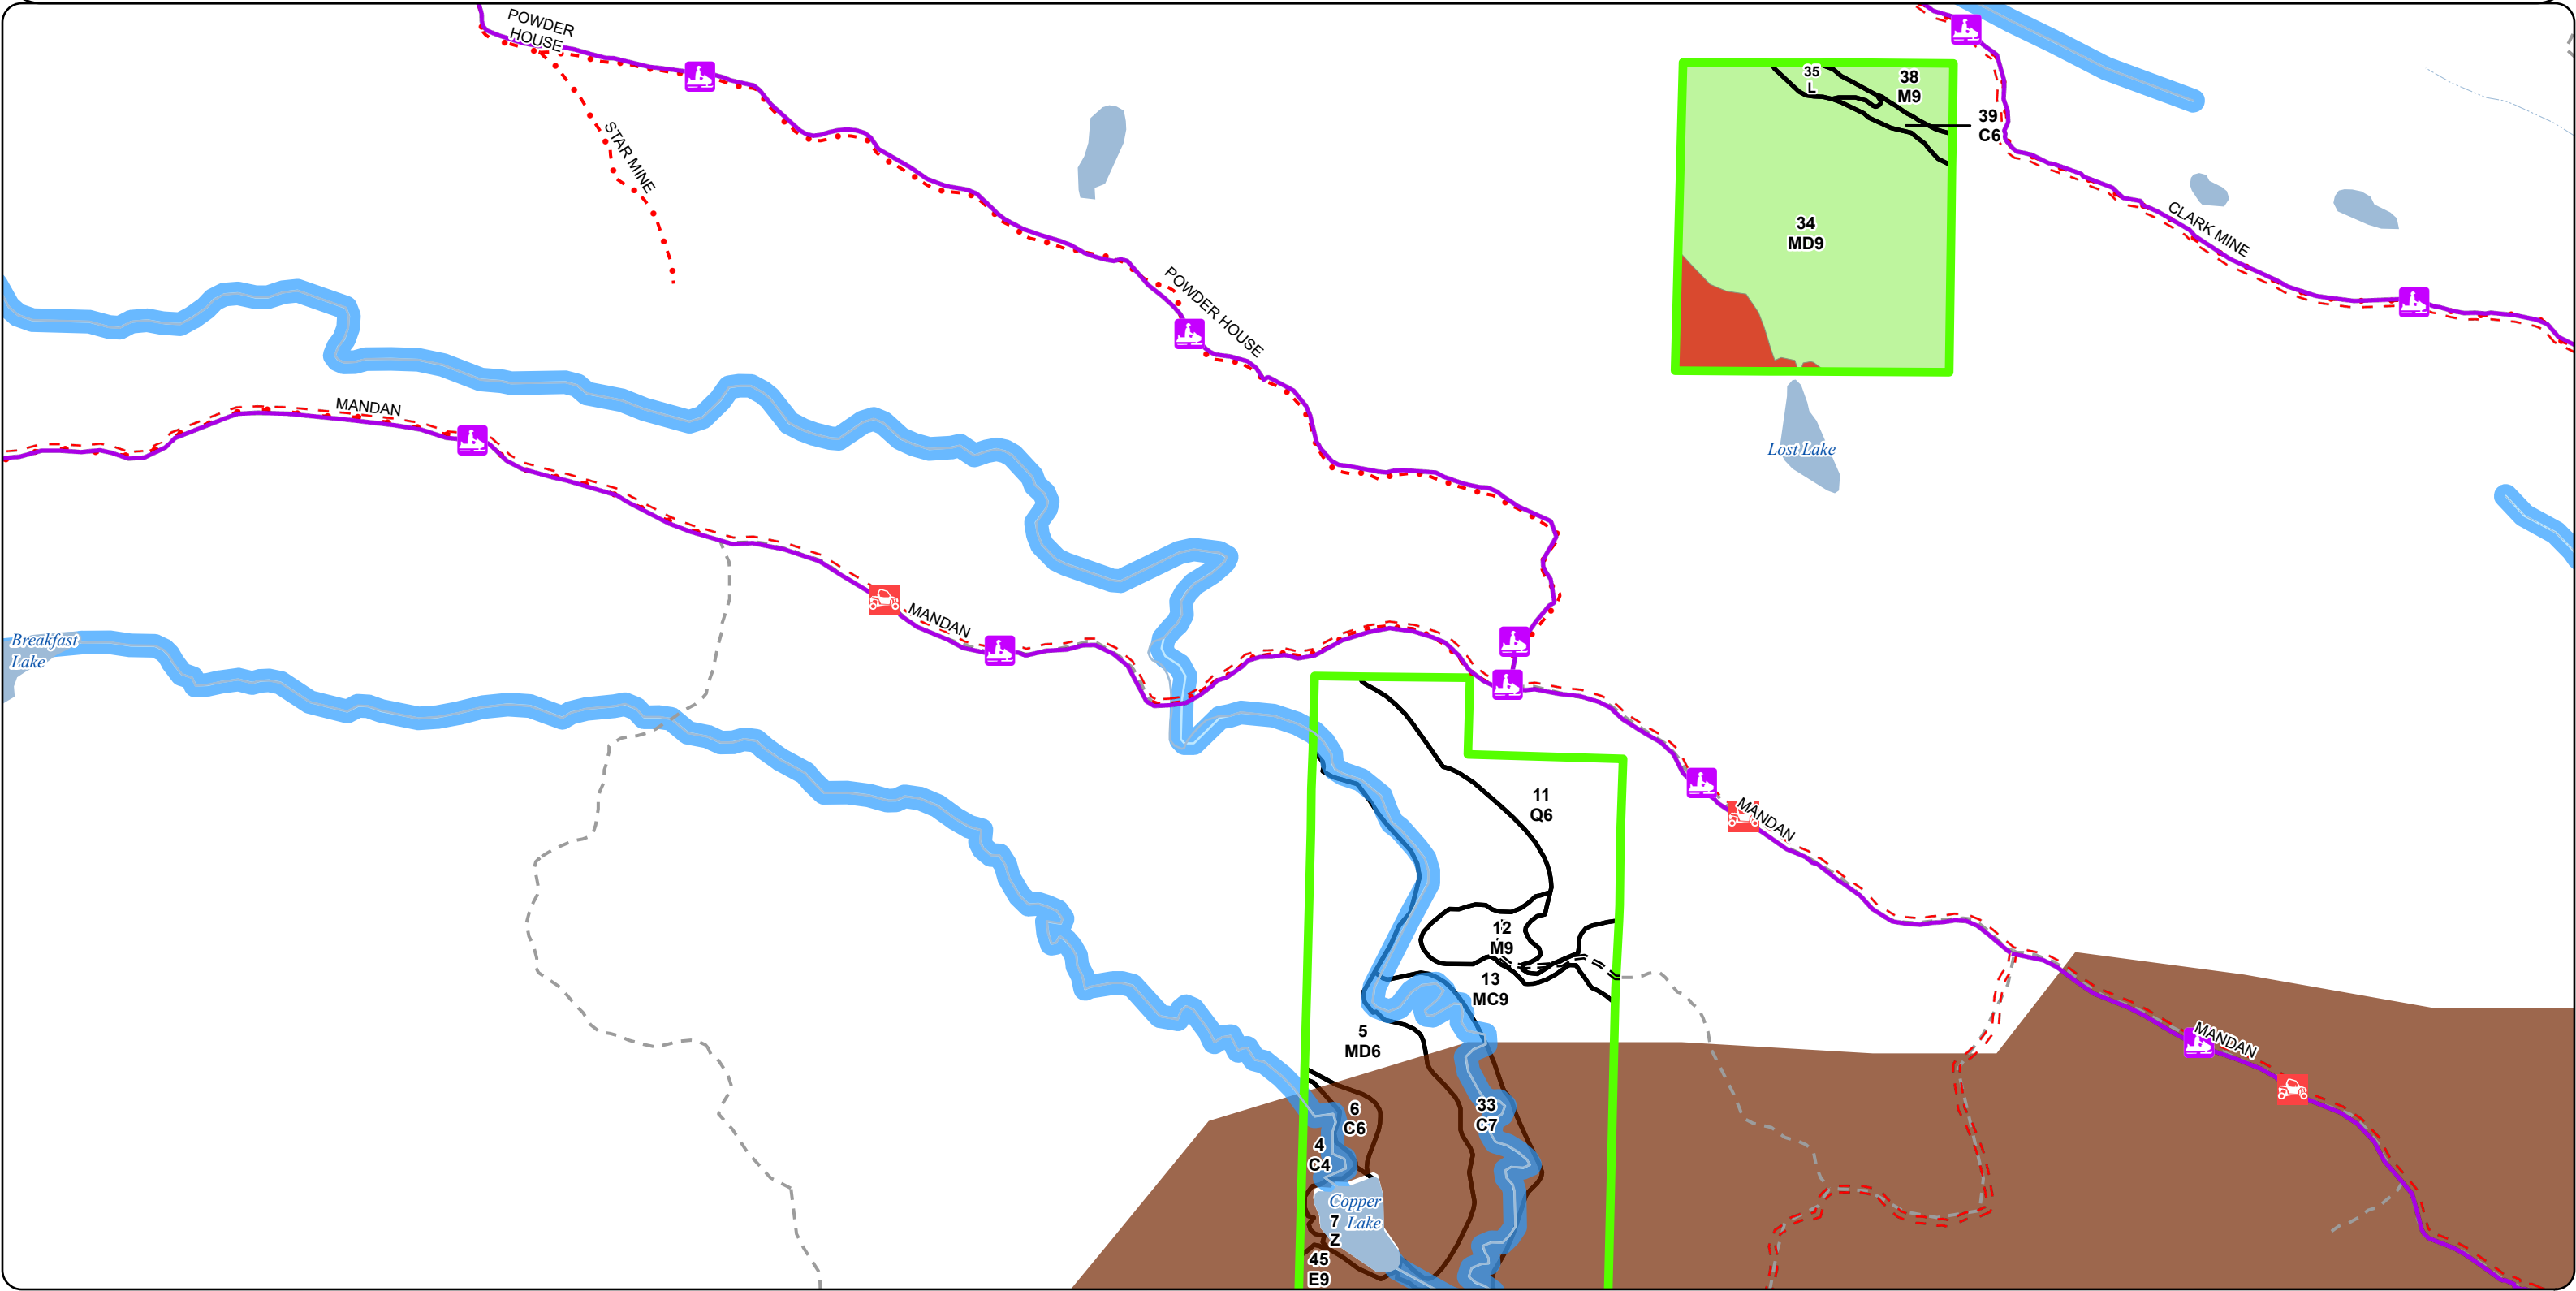 POWDER
HOUSE
STAR MINE
POWDER HOUSE
35
L
38
M9
39
C6
34
MD9
CLARK MINE
Lost Lake
MANDAN
MANDAN
Breakfast
Lake
MANDAN
11
Q6
12
M9
13
MC9
5
MD6
MANDAN
6
C6
33
C7
4
C4
Copper
Lake
7
Z
45
E9